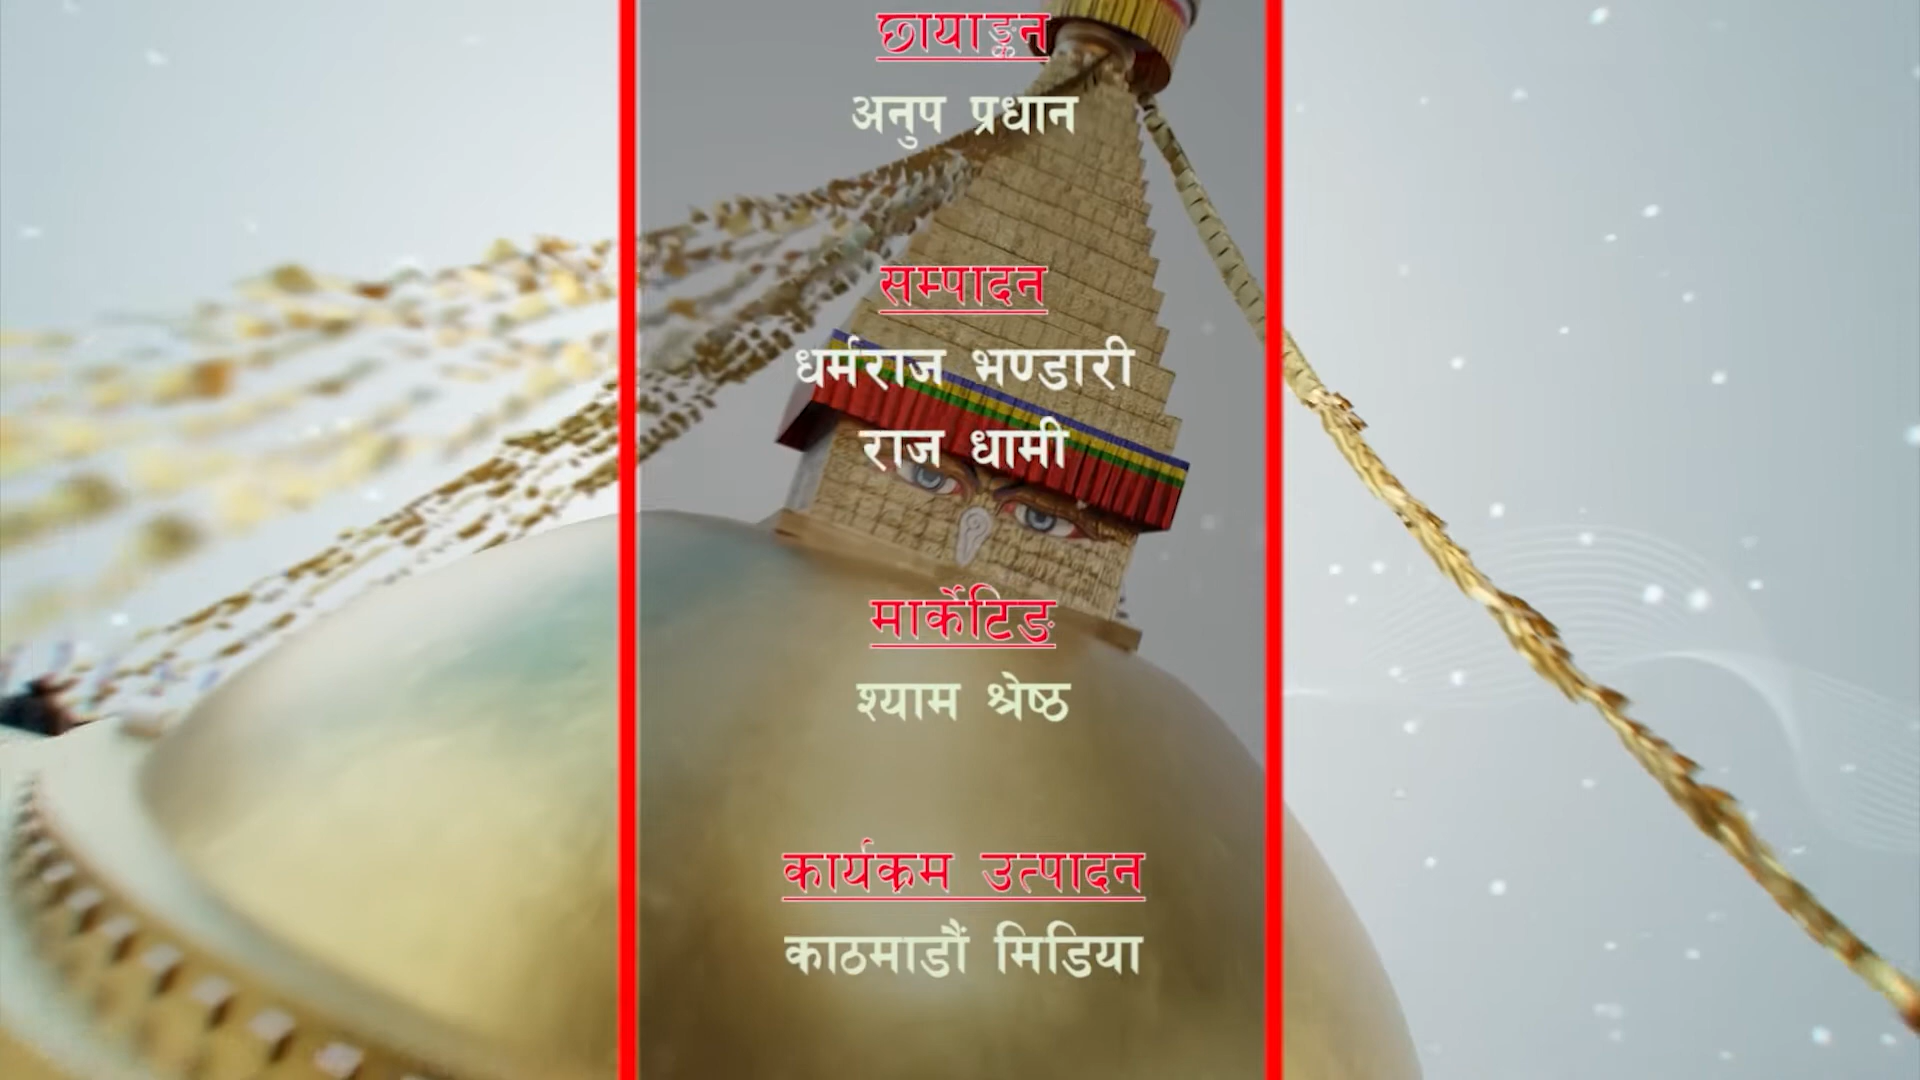 छायाङ्कन
अनुप प्रधान
सम्पादन
धर्मराज भण्डारी
राज धामी
मार्केटिङ
श्याम श्रेष्ठ
कार्यक्रम उत्पादन
काठमाडौं मिडिया